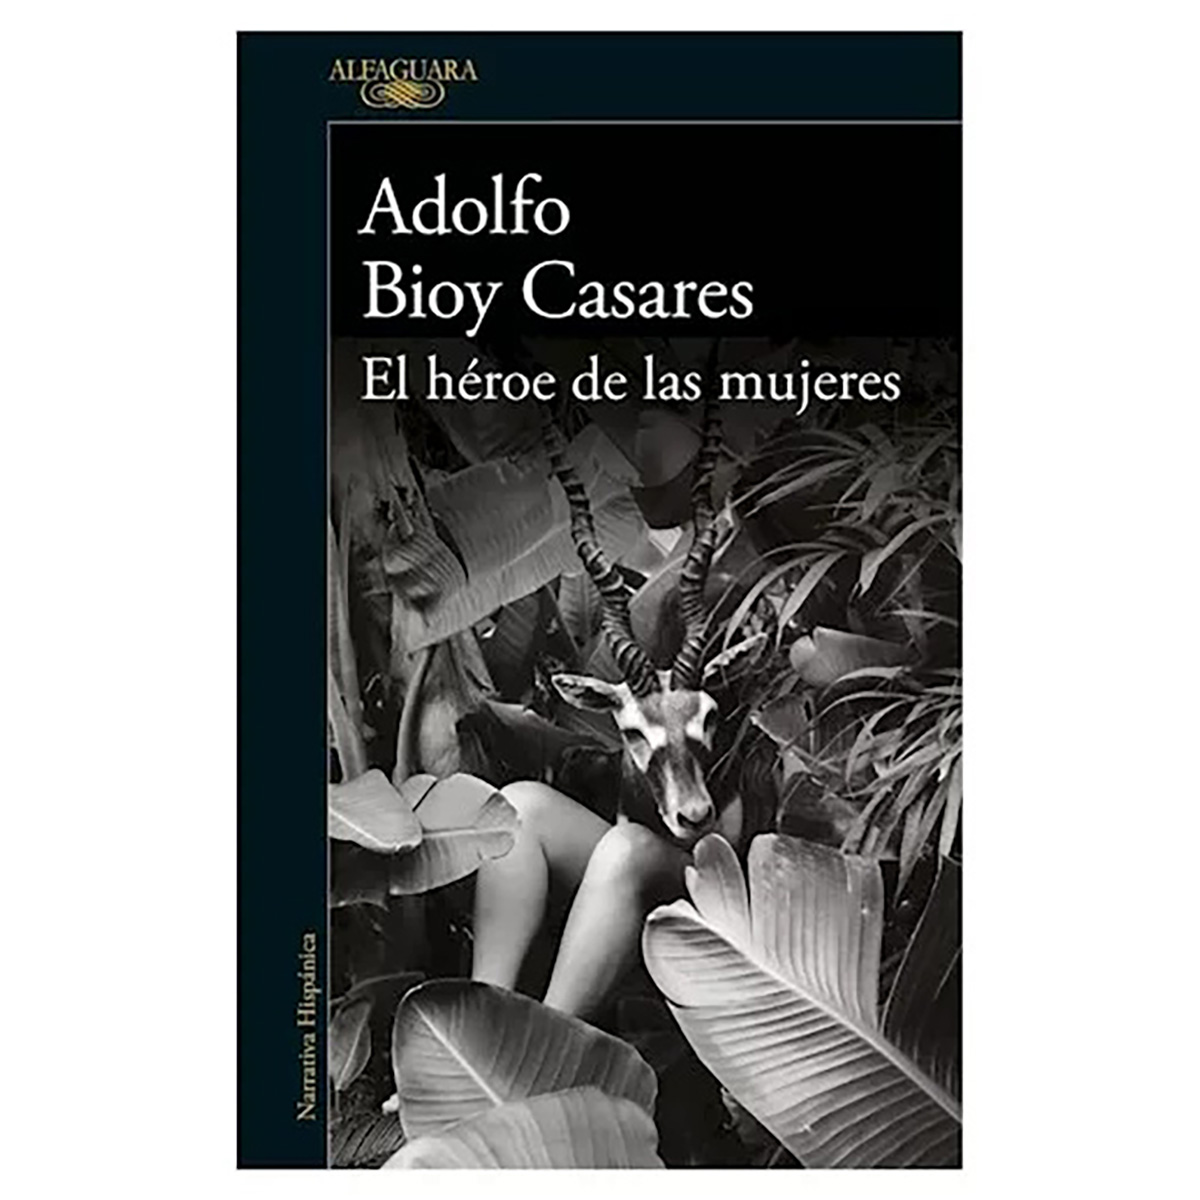 ALFAGUARA
Adolfo
Bioy Casares
El héroe de las mujeres
Narrativa Hispánica